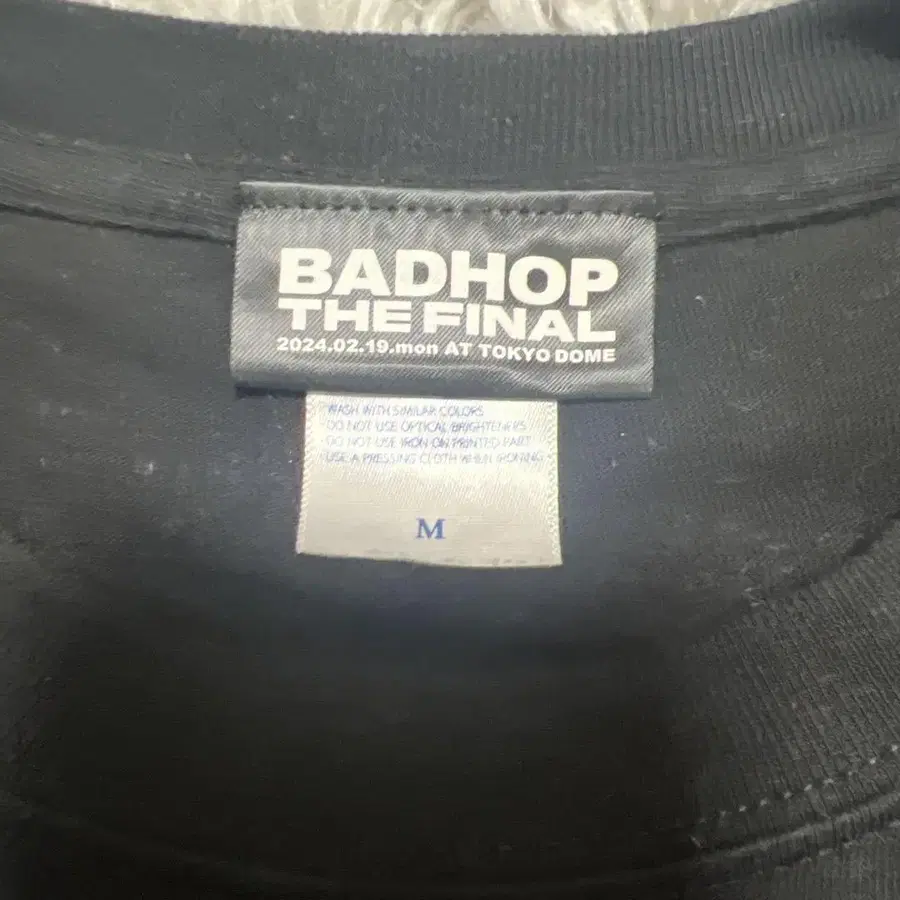 BADHOP
THE FINAL
2024.02.19.mon AT TOKYO DOME
WASH WITH SIMILAR COLORS
DO NOT USE OPTICAL BRIGHTENERS
DO NOT USE IRON ON PRINTED PART
USE A PRESSING CLOTH WHEN IRONING
M